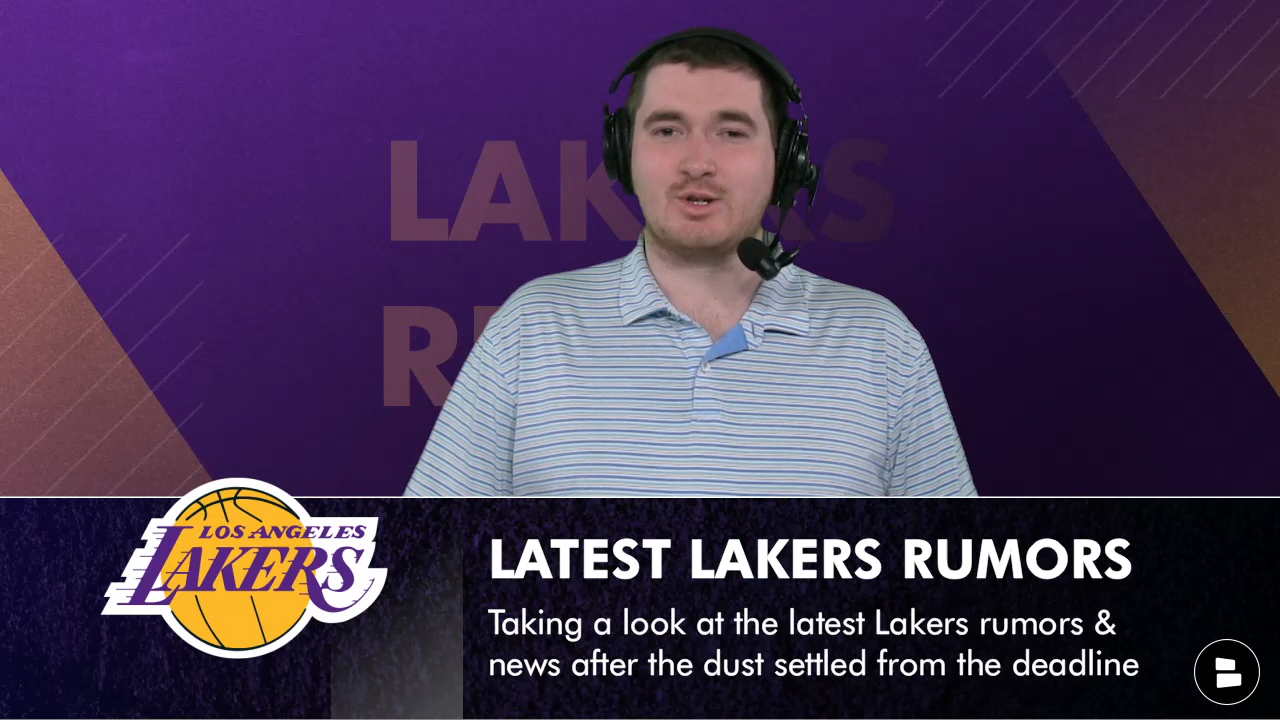 LAKERS
R
LOS ANGELES
LAKERS
LATEST LAKERS RUMORS
Taking a look at the latest Lakers rumors &
news after the dust settled from the deadline